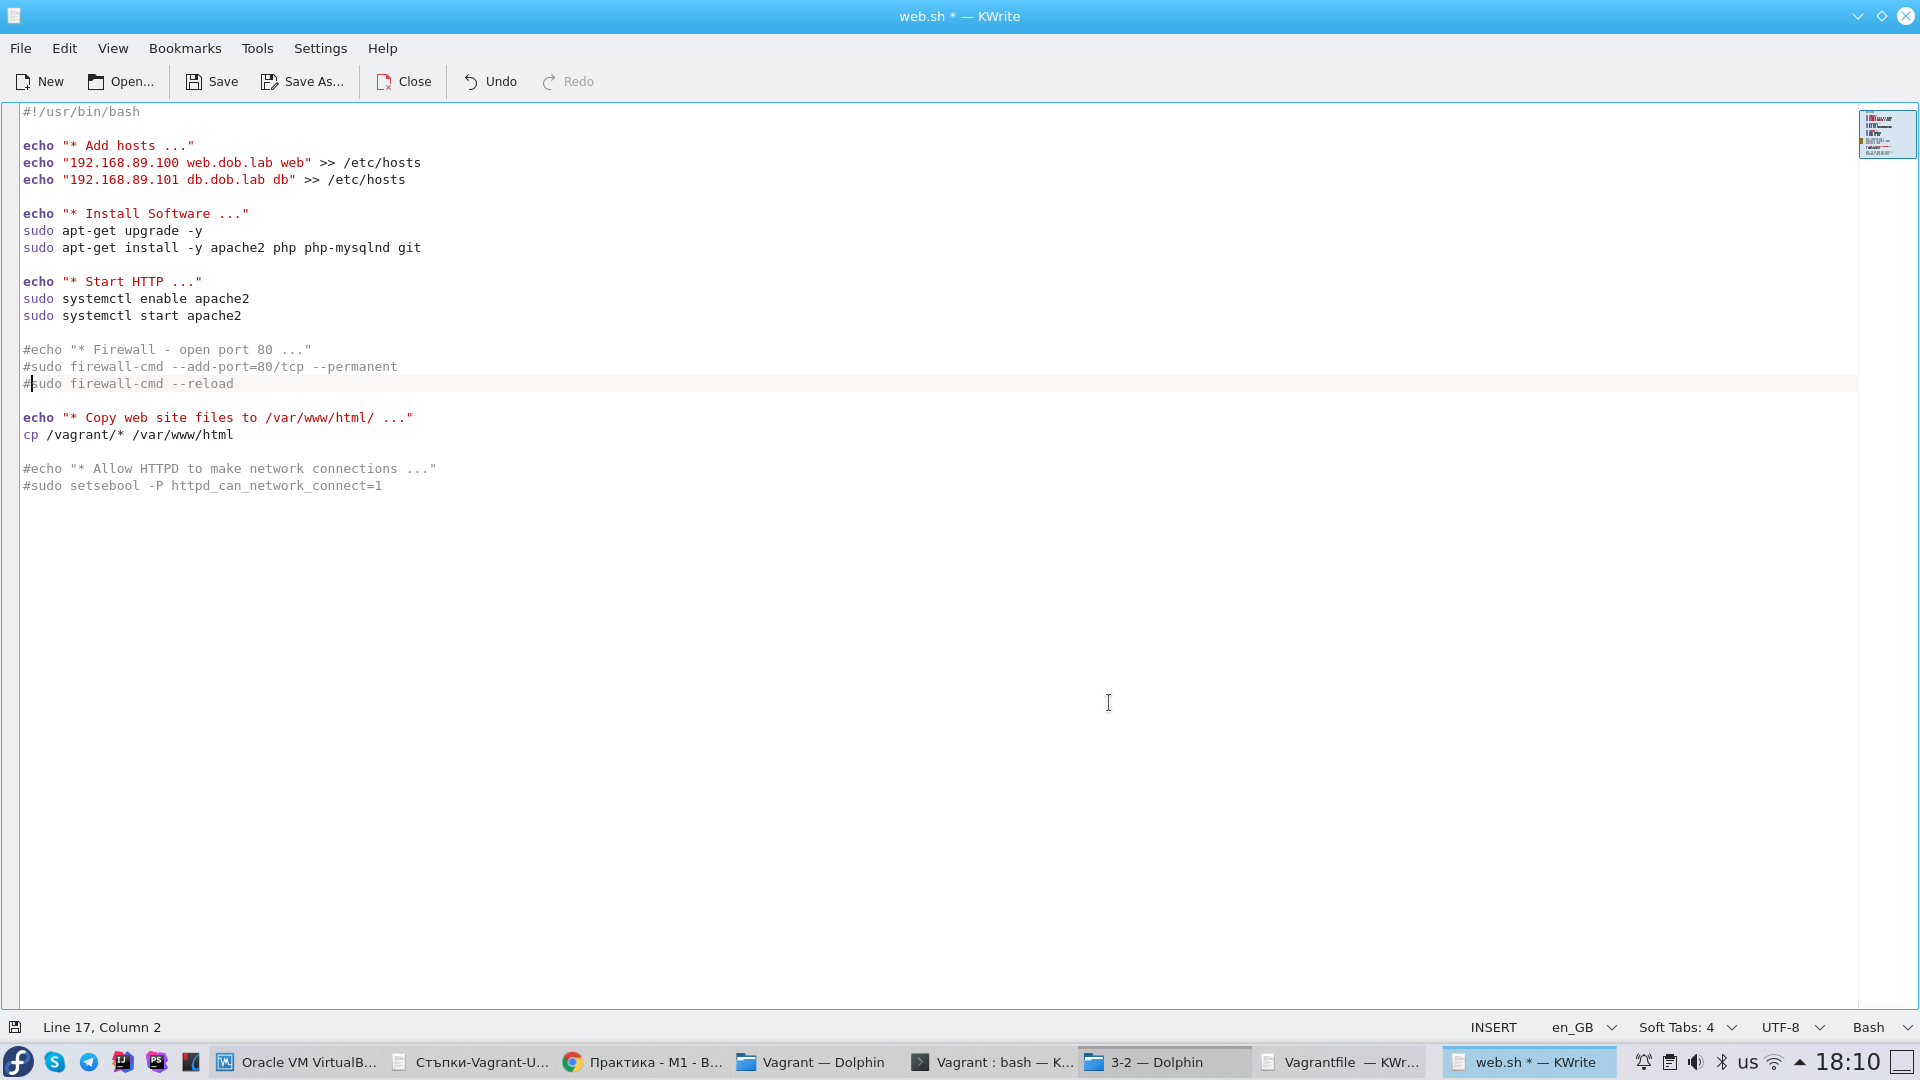 web.sh * — KWrite
File Edit View Bookmarks Tools Settings Help
New Open... Save Save As... Close Undo Redo
#!/usr/bin/bash
echo "* Add hosts ..."
echo "192.168.89.100 web.dob.lab web" >> /etc/hosts
echo "192.168.89.101 db.dob.lab db" >> /etc/hosts
echo "* Install Software ..."
sudo apt-get upgrade -y
sudo apt-get install -y apache2 php php-mysqlnd git
echo "* Start HTTP ..."
sudo systemctl enable apache2
sudo systemctl start apache2
#echo "* Firewall - open port 80 ..."
#sudo firewall-cmd --add-port=80/tcp --permanent
#sudo firewall-cmd --reload
echo "* Copy web site files to /var/www/html/ ..."
cp /vagrant/* /var/www/html
#echo "* Allow HTTPD to make network connections ..."
#sudo setsebool -P httpd_can_network_connect=1
Line 17, Column 2 INSERT en_GB Soft Tabs: 4 UTF-8 Bash
Oracle VM VirtualB... Стъпки-Vagrant-U... Практика - M1 - B... Vagrant — Dolphin Vagrant : bash — K... 3-2 — Dolphin Vagrantfile — KWr... web.sh * — KWrite us 18:10